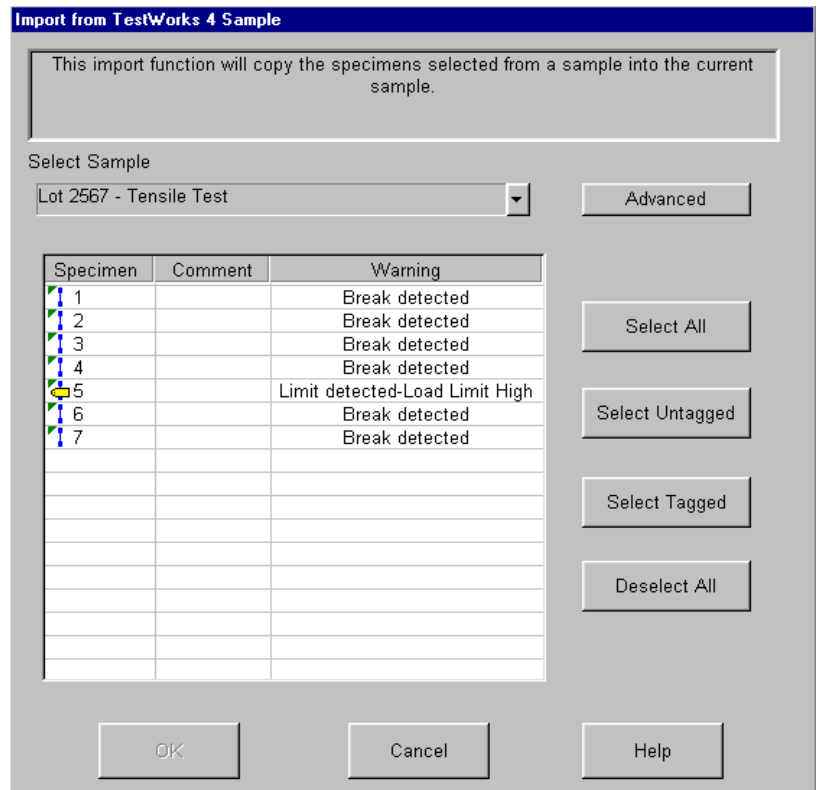 Import from TestWorks 4 Sample
This import function will copy the specimens selected from a sample into the current
sample.
Select Sample
Lot 2567 - Tensile Test
Advanced
Specimen Comment Warning
1 Break detected
2 Break detected
3 Break detected
4 Break detected
5 Limit detected-Load Limit High
6 Break detected
7 Break detected
Select All
Select Untagged
Select Tagged
Deselect All
OK Cancel Help